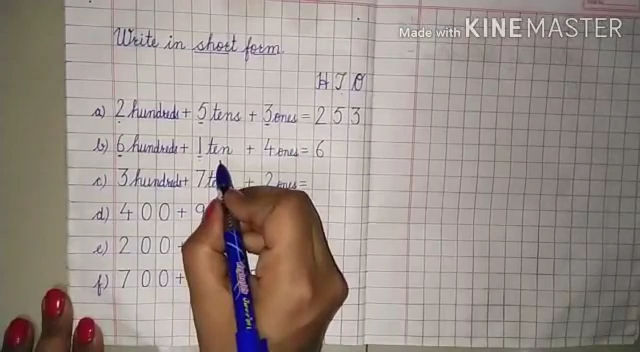 Made with KINEMASTER
Write in short form.
H T O
a) 2 hundreds + 5 tens + 3 ones = 2 5 3
b) 6 hundreds + 1 ten + 4 ones = 6
c) 3 hundreds + 7 + 2 ones =
d) 4 0 0 + 9
e) 2 0 0 +
f) 7 0 0 +